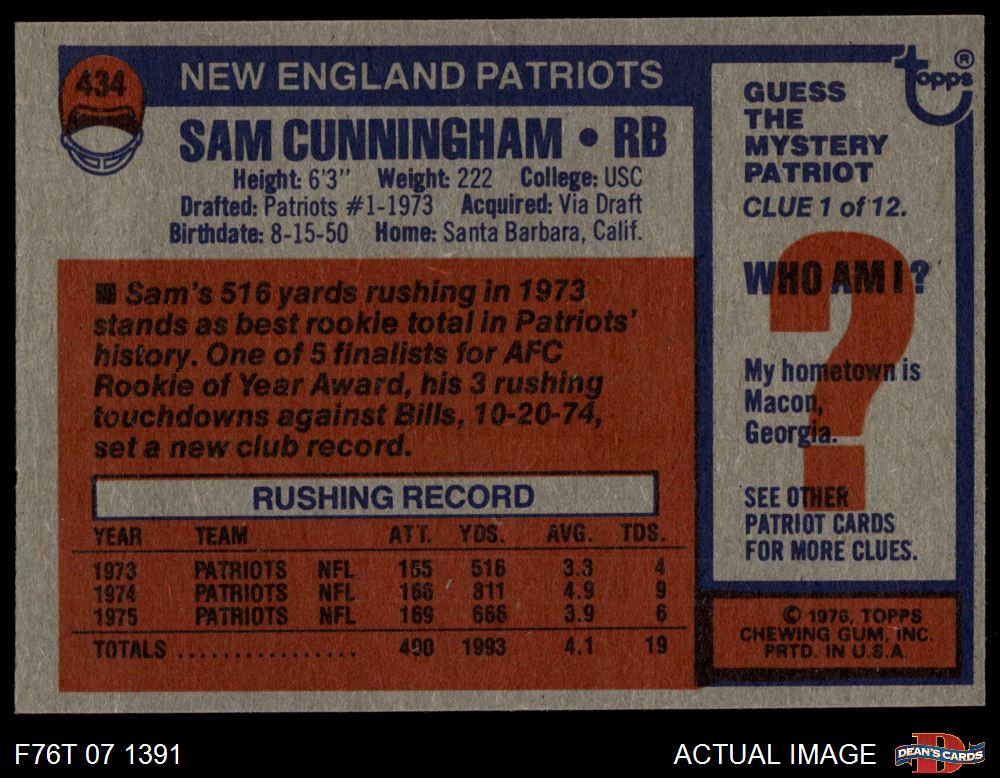 434
NEW ENGLAND PATRIOTS
SAM CUNNINGHAM • RB
Height: 6'3" Weight: 222 College: USC
Drafted: Patriots #1-1973 Acquired: Via Draft
Birthdate: 8-15-50 Home: Santa Barbara, Calif.
■ Sam's 516 yards rushing in 1973
stands as best rookie total in Patriots'
history. One of 5 finalists for AFC
Rookie of Year Award, his 3 rushing
touchdowns against Bills, 10-20-74,
set a new club record.
RUSHING RECORD
YEAR TEAM ATT. YDS. AVG. TDS.
1973 PATRIOTS NFL 155 516 3.3 4
1974 PATRIOTS NFL 166 811 4.9 9
1975 PATRIOTS NFL 169 666 3.9 6
TOTALS ................ 490 1993 4.1 19
Topps®
GUESS
THE
MYSTERY
PATRIOT
CLUE 1 of 12.
WHO AM I?
My hometown is
Macon,
Georgia.
SEE OTHER
PATRIOT CARDS
FOR MORE CLUES.
© 1976, TOPPS
CHEWING GUM, INC.
PRTD. IN U.S.A.
F76T 07 1391
ACTUAL IMAGE
DEAN'S CARDS